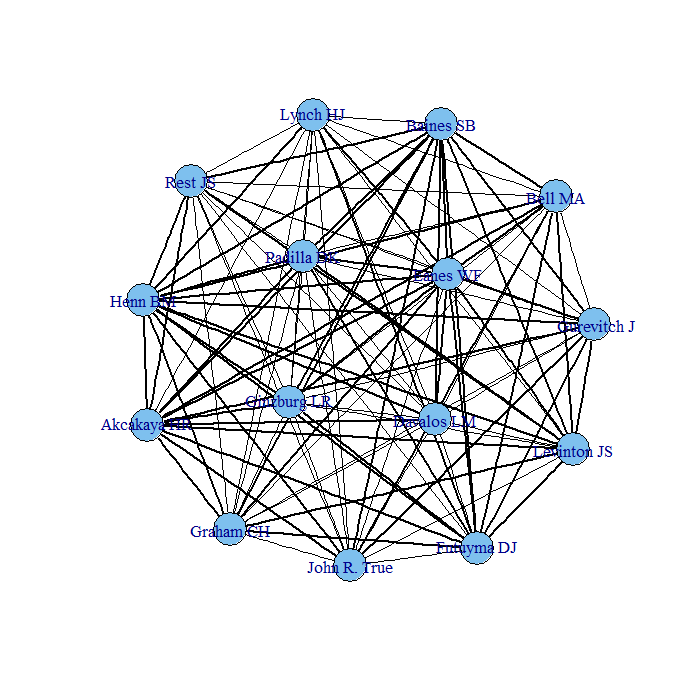 Lynch HJ
Baines SB
Rest JS
Bell MA
Padilla DK
Eanes WF
Henn BM
Gurevitch J
Ginzburg LR
Akcakaya HR
Davalos LM
Levinton JS
Graham CH
Futuyma DJ
John R. True